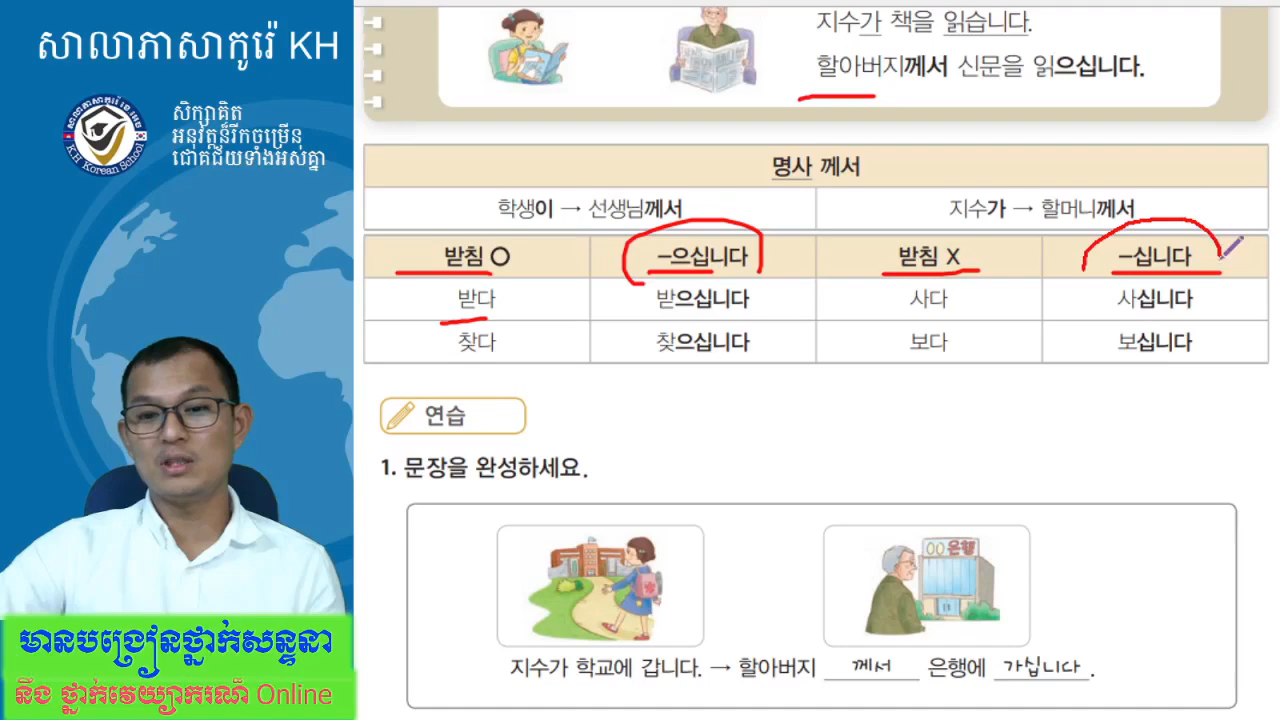 សាលាភាសាកូរ៉េ KH
សិក្សាគិត
អនុវត្តន៍រីកចម្រើន
ជោគជ័យទាំងអស់គ្នា
K.H Korean School
មានបង្រៀនថ្នាក់សន្ទនា
នឹង ថ្នាក់វេយ្យាករណ៍ Online
지수가 책을 읽습니다.
할아버지께서 신문을 읽으십니다.
명사 께서
학생이 → 선생님께서
지수가 → 할머니께서
받침 O
-으십니다
받침 X
-십니다
받다
받으십니다
사다
사십니다
찾다
찾으십니다
보다
보십니다
연습
1. 문장을 완성하세요.
은행
지수가 학교에 갑니다. → 할아버지 께서 은행에 가십니다.